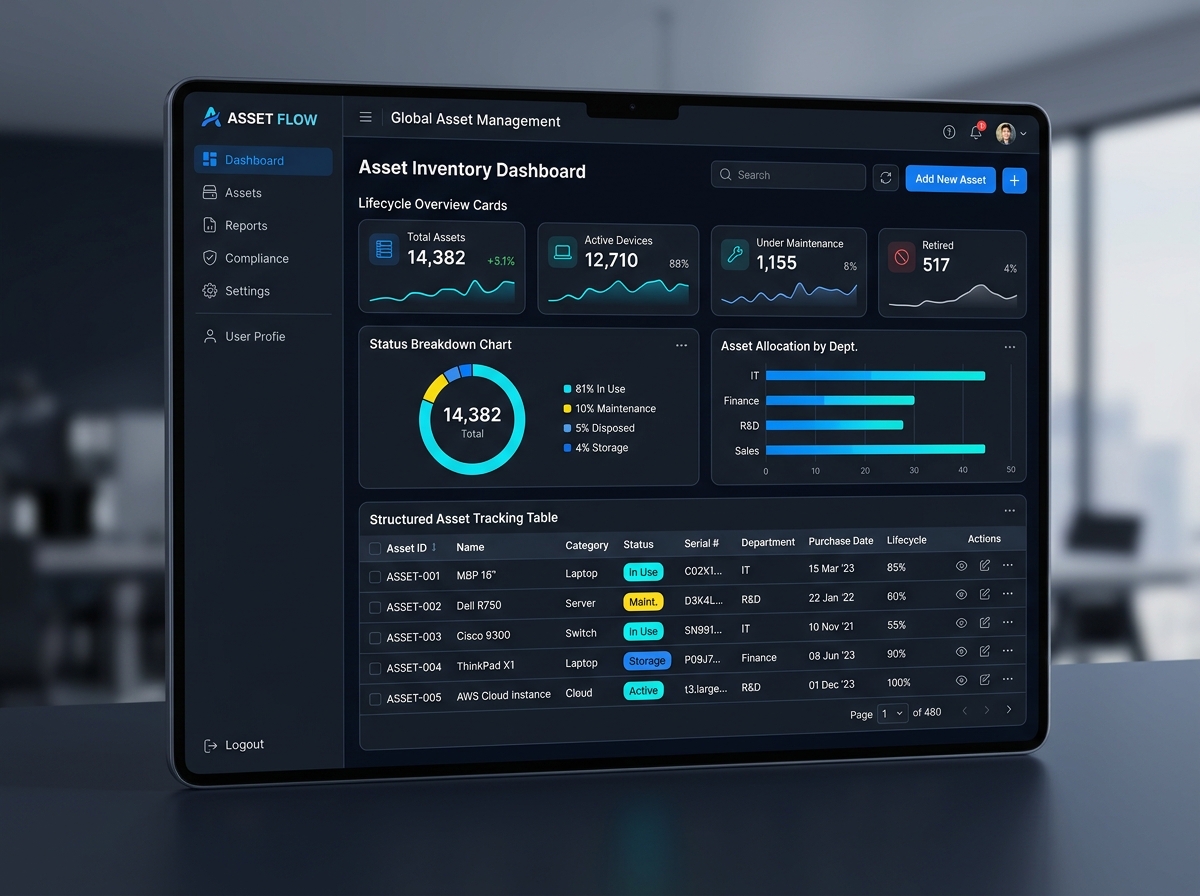 ASSET FLOW
Dashboard
Assets
Reports
Compliance
Settings
User Profie
Logout
Global Asset Management
Asset Inventory Dashboard
Search
Add New Asset
+
Lifecycle Overview Cards
Total Assets
14,382
+3.1%
Active Devices
12,710
88%
Under Maintenance
1,155
8%
Retired
517
4%
Status Breakdown Chart
14,382
Total
81% In Use
10% Maintenance
5% Disposed
4% Storage
Asset Allocation by Dept.
IT
Finance
R&D
Sales
0 10 20 30 40 50
Structured Asset Tracking Table
Asset ID Name Category Status Serial # Department Purchase Date Lifecycle Actions
ASSET-001 MBP 16" Laptop In Use C02X1... IT 15 Mar '23 85%
ASSET-002 Dell R750 Server Maint. D3K4L... R&D 22 Jan '22 60%
ASSET-003 Cisco 9300 Switch In Use SN991... IT 10 Nov '21 55%
ASSET-004 ThinkPad X1 Laptop Storage P09J7... Finance 08 Jun '23 90%
ASSET-005 AWS Cloud instance Cloud Active t3.large... R&D 01 Dec '23 100%
Page 1 of 480